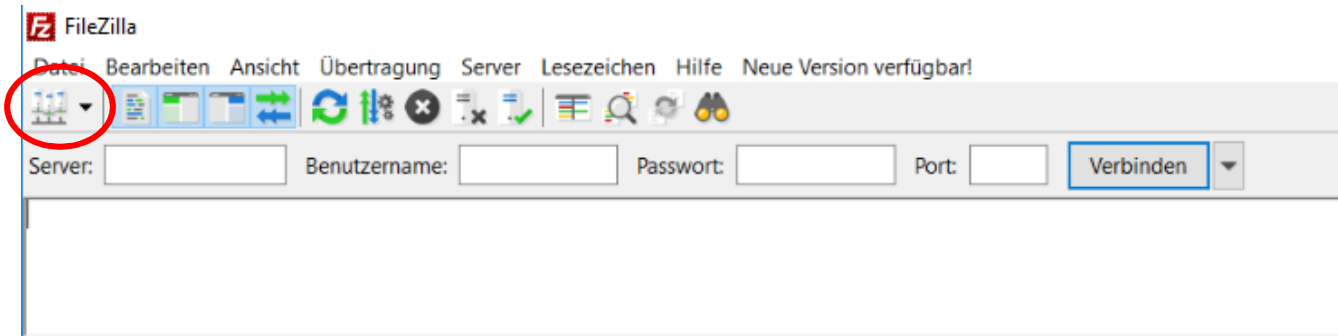 FileZilla
Datei Bearbeiten Ansicht Übertragung Server Lesezeichen Hilfe Neue Version verfügbar!
Server: Benutzername: Passwort: Port: Verbinden